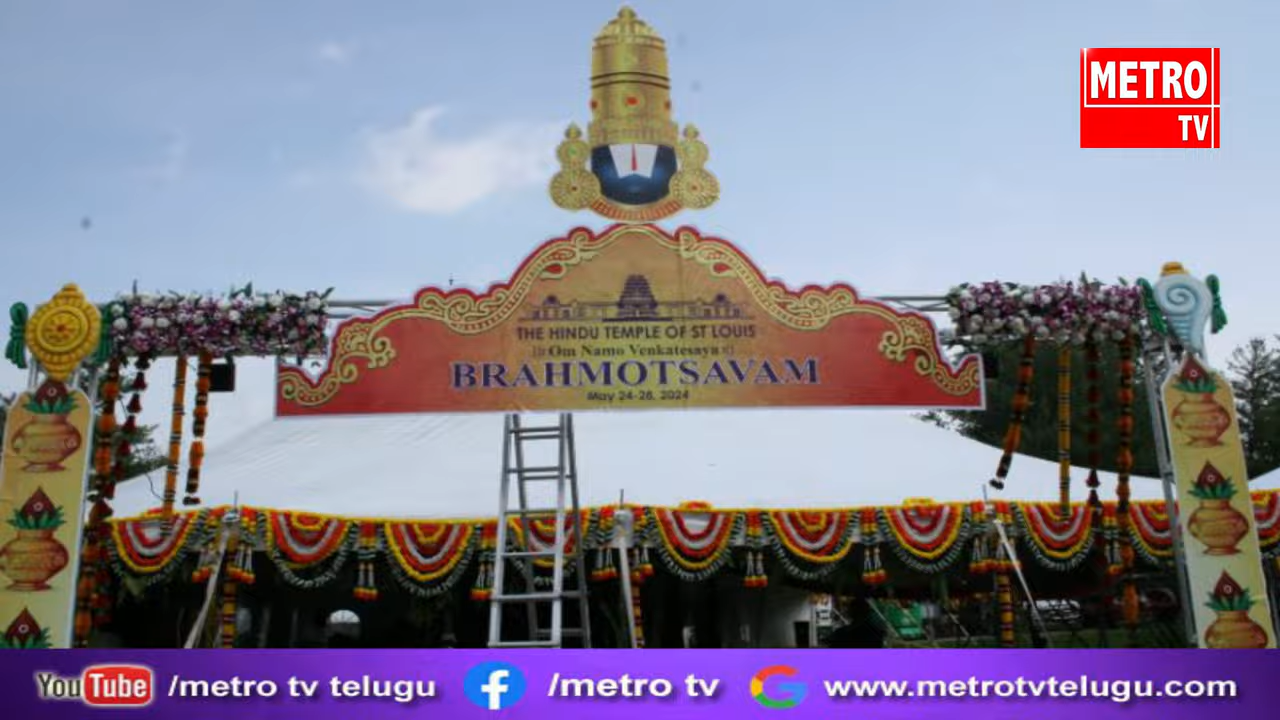 METRO
TV
THE HINDU TEMPLE OF ST LOUIS
Om Namo Venkatesaya
BRAHMOTSAVAM
May 24-28, 2024
YouTube /metro tv telugu /metro tv www.metrotvtelugu.com